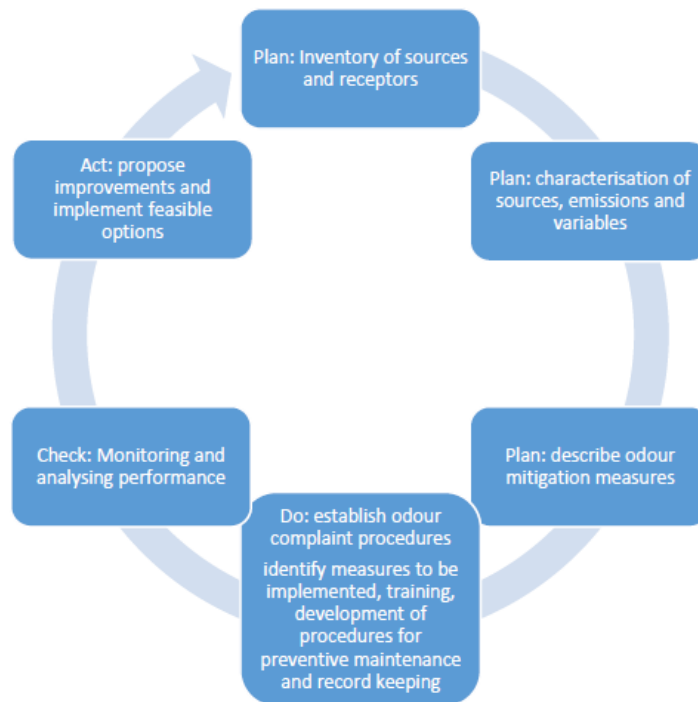 Plan: Inventory of sources
and receptors
Plan: characterisation of
sources, emissions and
variables
Plan: describe odour
mitigation measures
Do: establish odour
complaint procedures
identify measures to be
implemented, training,
development of
procedures for
preventive maintenance
and record keeping
Check: Monitoring and
analysing performance
Act: propose
improvements and
implement feasible
options